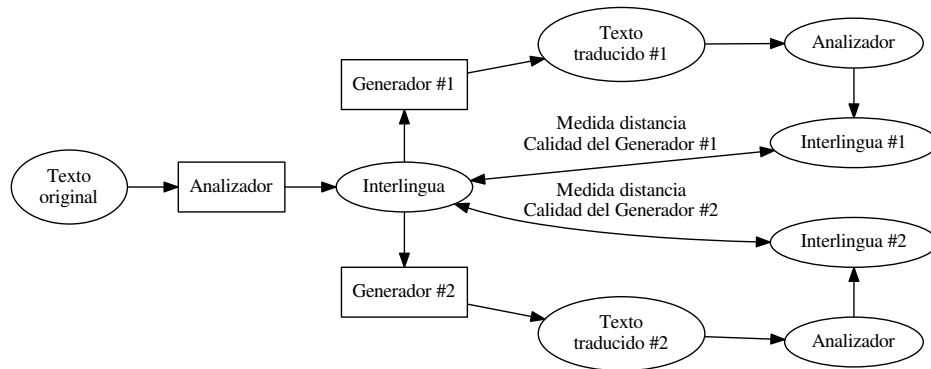 Texto
original
Analizador
Interlingua
Generador #1
Texto
traducido #1
Analizador
Interlingua #1
Medida distancia
Calidad del Generador #1
Medida distancia
Calidad del Generador #2
Interlingua #2
Generador #2
Texto
traducido #2
Analizador